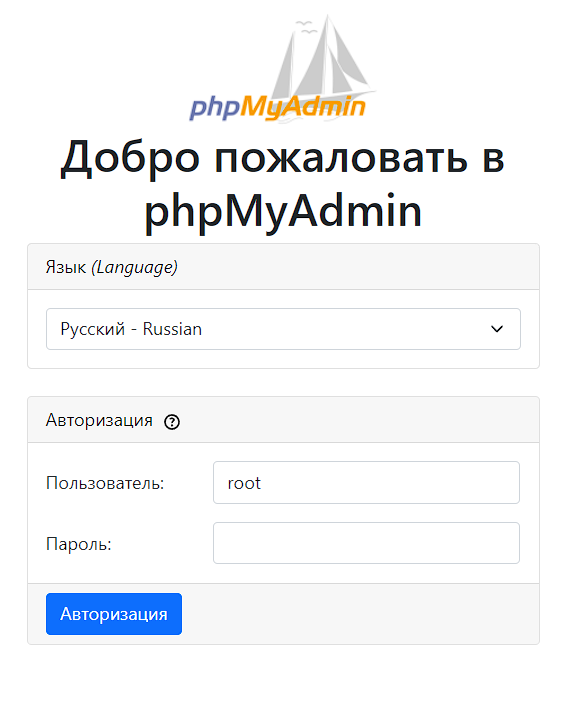 phpMyAdmin
Добро пожаловать в
phpMyAdmin
Язык (Language)
Русский - Russian
Авторизация
Пользователь: root
Пароль:
Авторизация